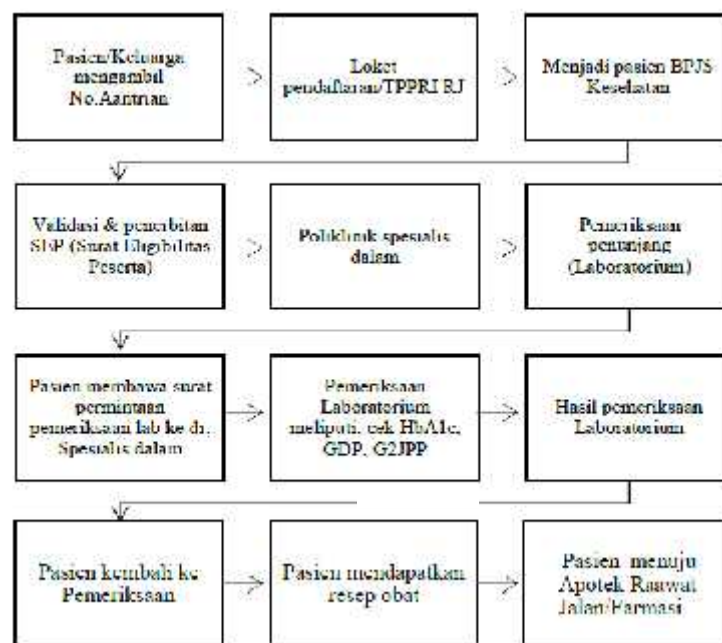 Pasien/Keluarga
mengambil
No.Aantrian
Loket
pendaftaran/TPPRI RJ
Menjadi pasien BPJS
Kesehatan
Validasi & penerbitan
SEP (Surat Eligibilitas
Peserta)
Poliklinik spesialis
dalam
Pemeriksaan
penunjang
(Laboratorium)
Pasien membawa surat
permintaan
pemeriksaan lab ke dr.
Spesialis dalam
Pemeriksaan
Laboratorium
meliputi, cek HbA1c,
GDP, G2JPP
Hasil pemeriksaan
Laboratorium
Pasien kembali ke
Pemeriksaan
Pasien mendapatkan
resep obat
Pasien menuju
Apotek Raawat
Jalan/Farmasi